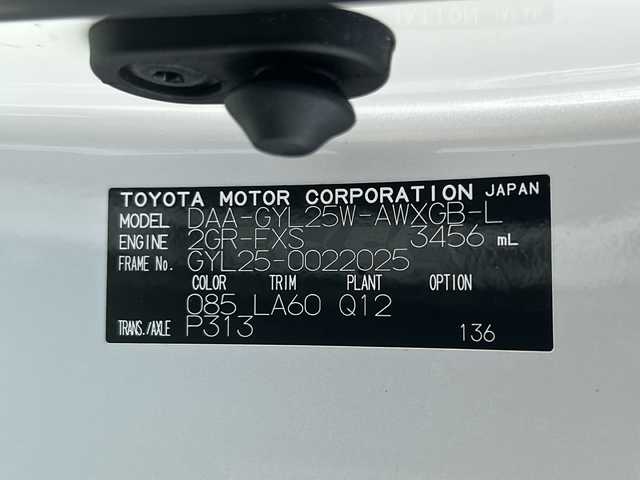 TOYOTA MOTOR CORPORATION JAPAN
MODEL DAA-GYL25W-AWXGB-L
ENGINE 2GR-FXS 3456 mL
FRAME No. GYL25-0022025
COLOR TRIM PLANT OPTION
085 LA60 Q12
TRANS./AXLE P313 136